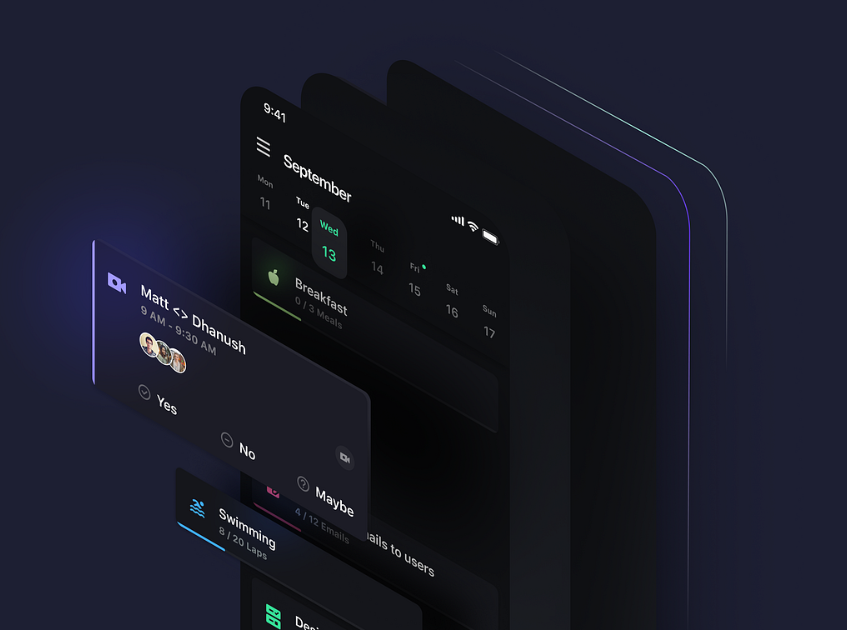 9:41
September
Mon Tue Wed Thu Fri Sat Sun
11 12 13 14 15 16 17
Breakfast
0 / 3 Meals
Matt <> Dhanush
9 AM - 9:30 AM
Yes
No
Maybe
ails to users
4 / 12 Emails
Swimming
8 / 20 Laps
Desi